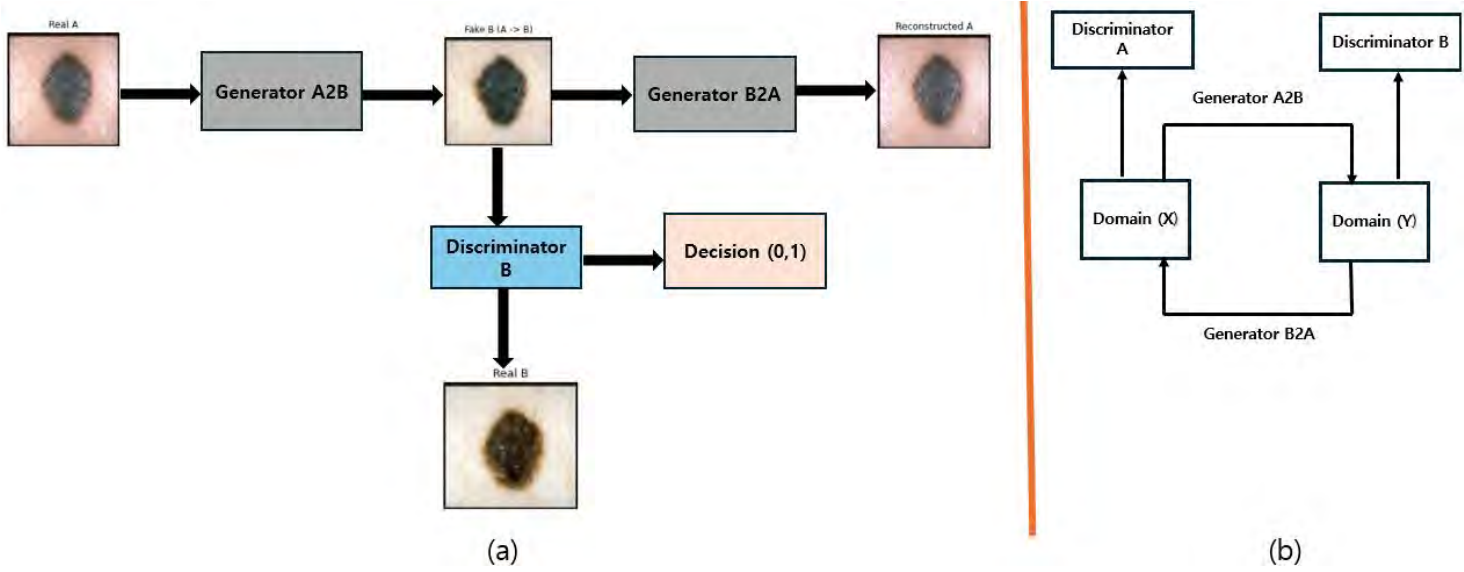 Real A
Generator A2B
Fake B (A -> B)
Generator B2A
Reconstructed A
Discriminator
B
Decision (0,1)
Real B
(a)
Discriminator
A
Discriminator B
Generator A2B
Domain (X)
Domain (Y)
Generator B2A
(b)